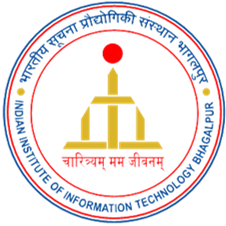 भारतीय सूचना प्रौद्योगिकी संस्थान भागलपुर
INDIAN INSTITUTE OF INFORMATION TECHNOLOGY BHAGALPUR
चारित्र्यम् मम जीवनम्